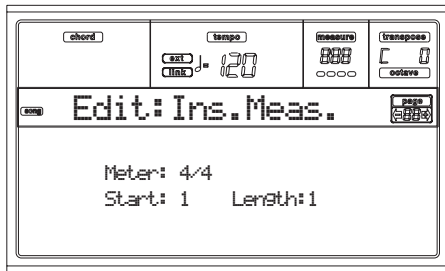 chord tempo measure transpose
ext link ♩= 120 888 C 0
octave
song Edit:Ins.Meas. page
88
Meter: 4/4
Start: 1 Length:1